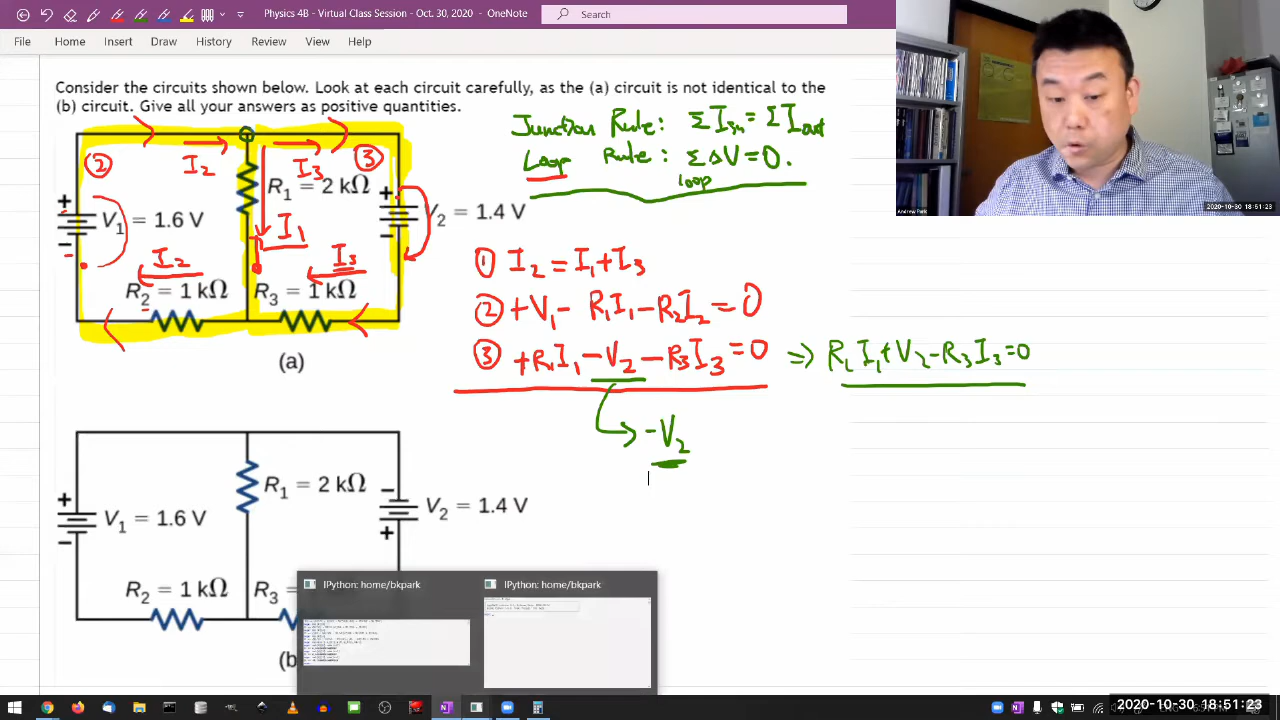 Physics 4B - Virtual Class Session - Oct. 30, 2020 - OneNote
Search
File Home Insert Draw History Review View Help
Consider the circuits shown below. Look at each circuit carefully, as the (a) circuit is not identical to the
(b) circuit. Give all your answers as positive quantities.
Junction Rule: Σ I_in = Σ I_out
Loop Rule: Σ ΔV = 0.
loop
② I₂ I₃ ③
R₁ = 2 kΩ
+ V₁ = 1.6 V -
+ V₂ = 1.4 V -
I₁
I₂ I₃
R₂ = 1 kΩ R₃ = 1 kΩ
(a)
① I₂ = I₁ + I₃
② +V₁ - R₁I₁ - R₂I₂ = 0
③ +R₁I₁ - V₂ - R₃I₃ = 0 ⇒ R₁I₁ + V₂ - R₃I₃ = 0
-V₂
R₁ = 2 kΩ
+ V₁ = 1.6 V -
- V₂ = 1.4 V +
R₂ = 1 kΩ R₃ =
(b
IPython: home/bkpark IPython: home/bkpark
Andrew Park
2020-10-30 18:51:23
2020-10-30 18:51:23